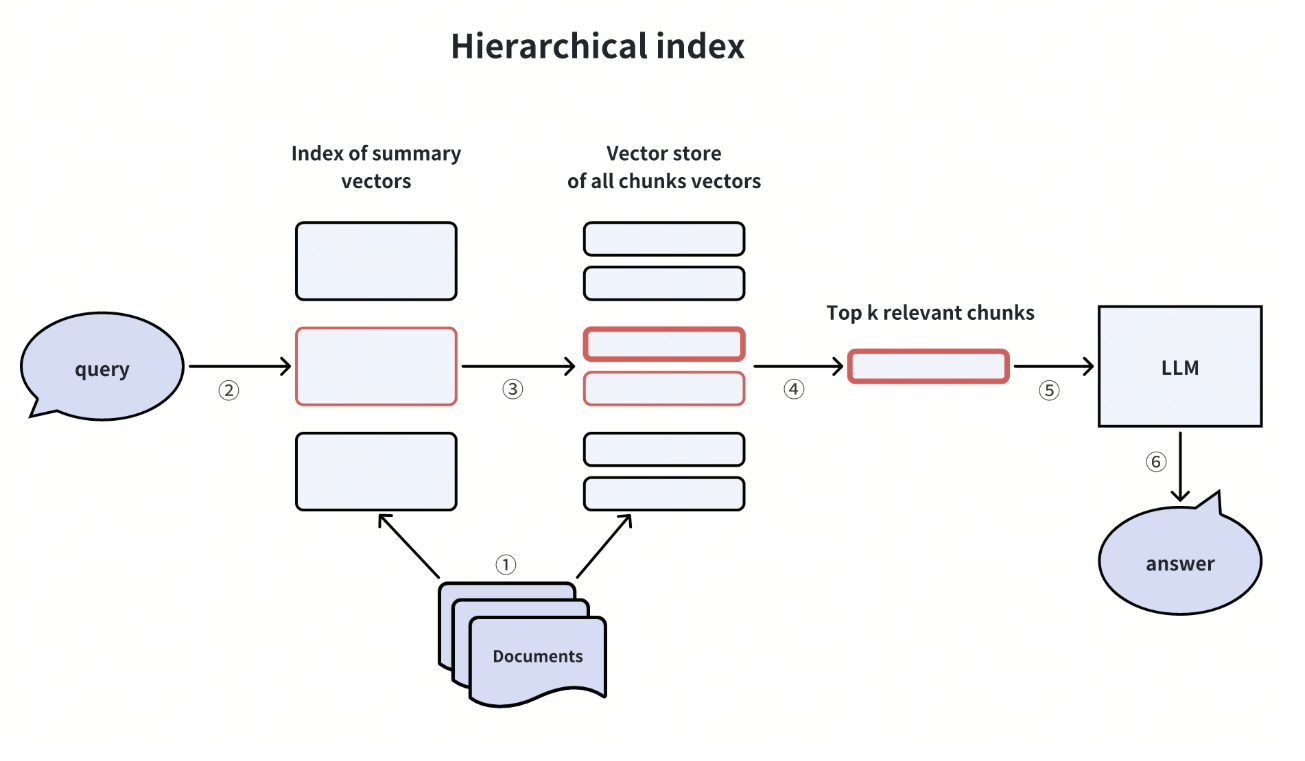 Hierarchical index
Index of summary
vectors
Vector store
of all chunks vectors
Top k relevant chunks
query
②
③
④
⑤
LLM
⑥
①
answer
Documents